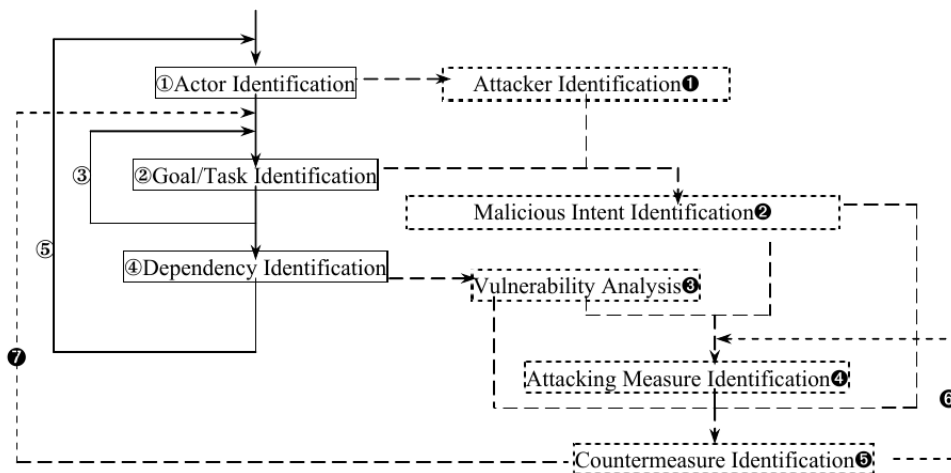 ①Actor Identification
Attacker Identification❶
③
②Goal/Task Identification
Malicious Intent Identification❷
⑤
④Dependency Identification
Vulnerability Analysis❸
❼
Attacking Measure Identification❹
❻
Countermeasure Identification❺